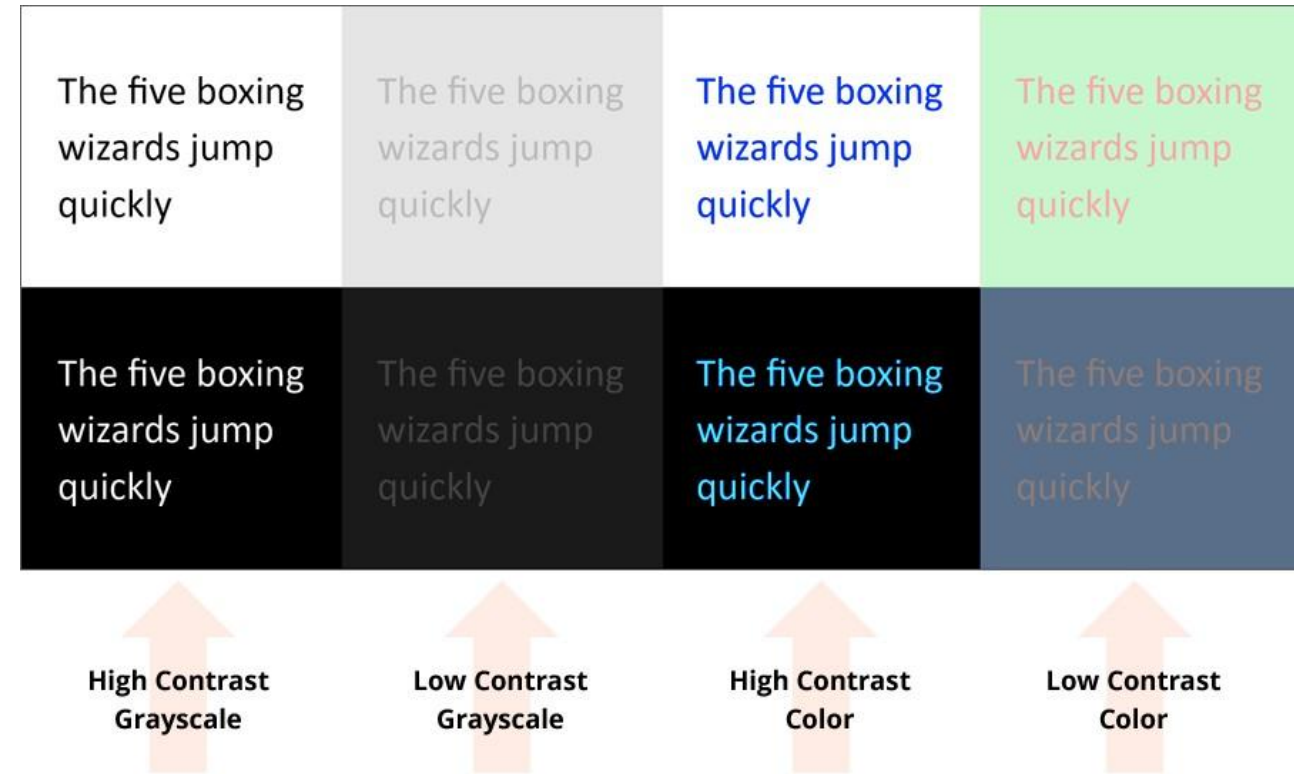 The five boxing
wizards jump
quickly
The five boxing
wizards jump
quickly
The five boxing
wizards jump
quickly
The five boxing
wizards jump
quickly
The five boxing
wizards jump
quickly
The five boxing
wizards jump
quickly
The five boxing
wizards jump
quickly
The five boxing
wizards jump
quickly
High Contrast
Grayscale
Low Contrast
Grayscale
High Contrast
Color
Low Contrast
Color